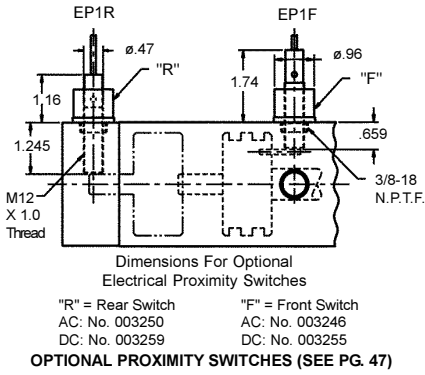 EP1R
EP1F
ø.47
ø.96
"R"
"F"
1.16
1.74
.659
1.245
M12
X 1.0
Thread
3/8-18
N.P.T.F.
Dimensions For Optional
Electrical Proximity Switches
"R" = Rear Switch
AC: No. 003250
DC: No. 003259
"F" = Front Switch
AC: No. 003246
DC: No. 003255
OPTIONAL PROXIMITY SWITCHES (SEE PG. 47)